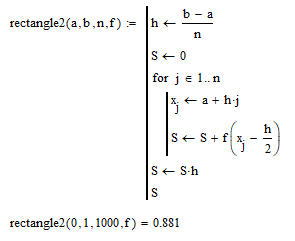 rectangle2(a,b,n,f) := h ← (b − a)/n
S ← 0
for j ∈ 1..n
x_j ← a + h·j
S ← S + f(x_j − h/2)
S ← S·h
S
rectangle2(0,1,1000,f) = 0.881